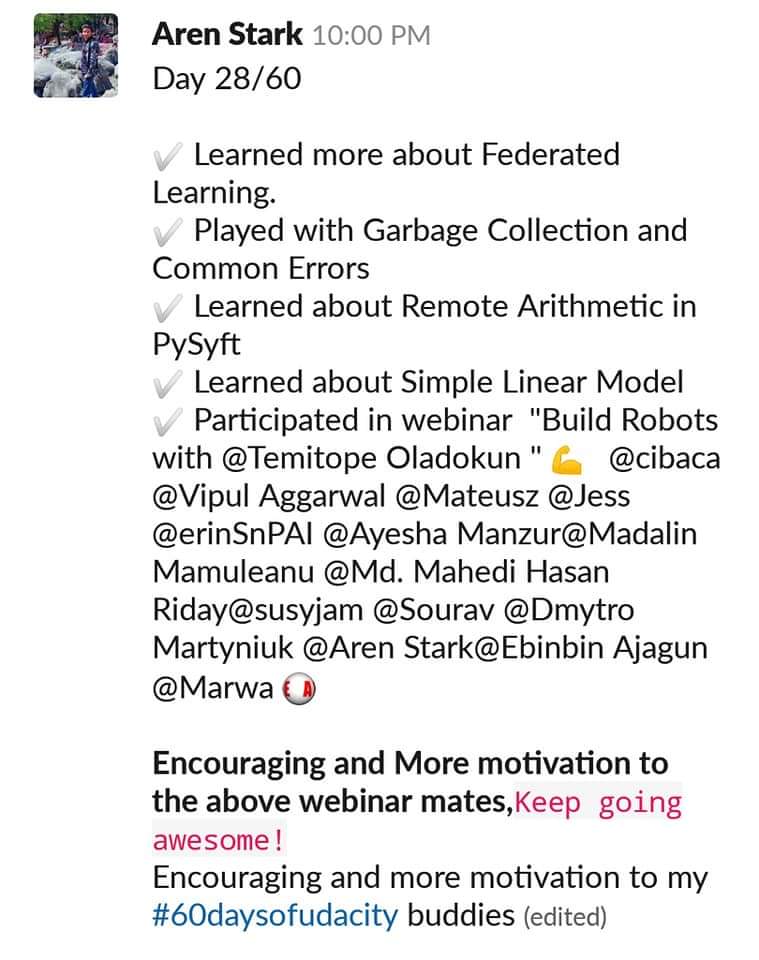 Aren Stark 10:00 PM
Day 28/60
✔ Learned more about Federated
Learning.
✔ Played with Garbage Collection and
Common Errors
✔ Learned about Remote Arithmetic in
PySyft
✔ Learned about Simple Linear Model
✔ Participated in webinar  "Build Robots
with @Temitope Oladokun " 💪  @cibaca
@Vipul Aggarwal @Mateusz @Jess
@erinSnPAI @Ayesha Manzur@Madalin
Mamuleanu @Md. Mahedi Hasan
Riday@susyjam @Sourav @Dmytro
Martyniuk @Aren Stark@Ebinbin Ajagun
@Marwa
Encouraging and More motivation to
the above webinar mates,Keep going
awesome!
Encouraging and more motivation to my
#60daysofudacity buddies (edited)